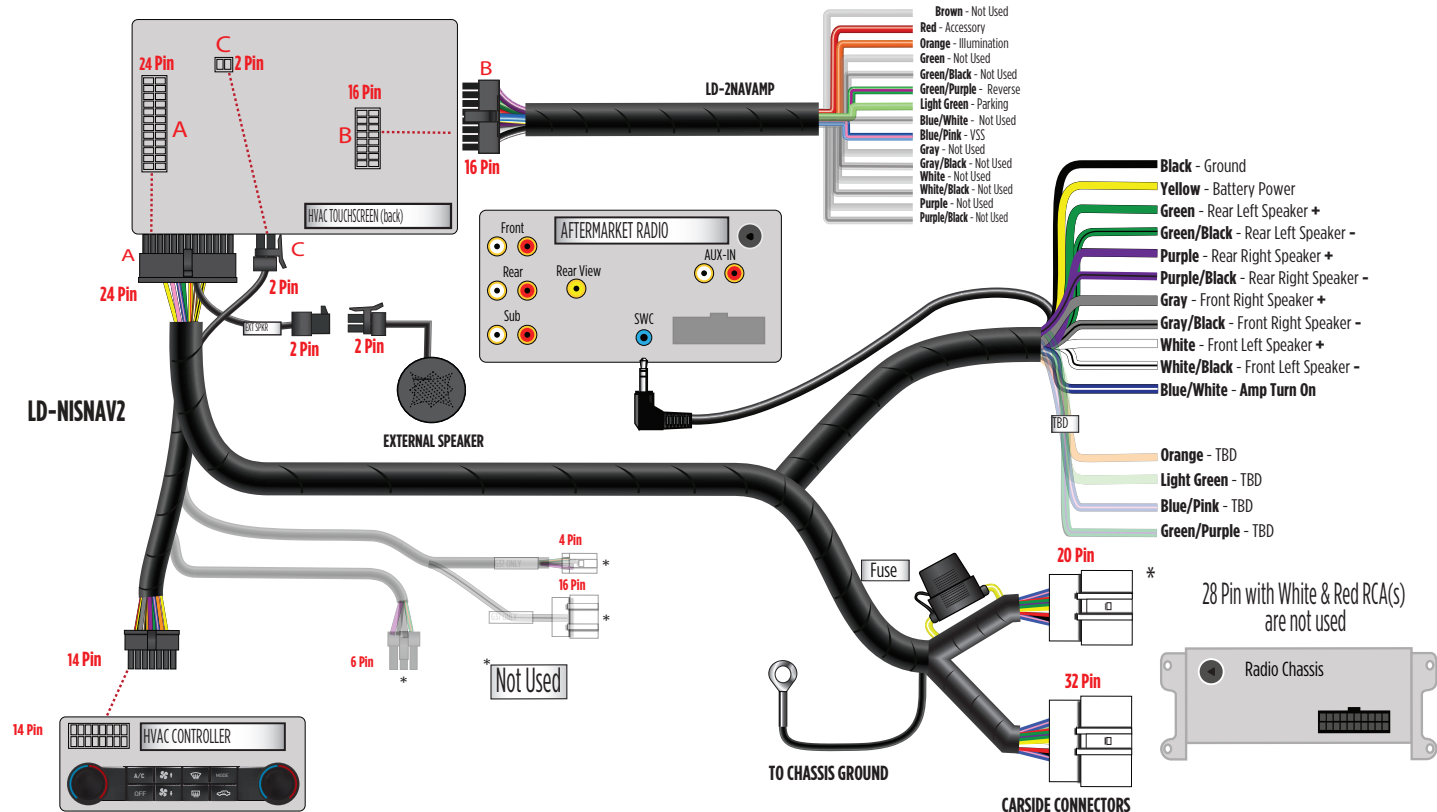 C
24 Pin
2 Pin
16 Pin
A
B
HVAC TOUCHSCREEN (back)
B
16 Pin
LD-2NAVAMP
Brown - Not Used
Red - Accessory
Orange - Illumination
Green - Not Used
Green/Black - Not Used
Green/Purple - Reverse
Light Green - Parking
Blue/White - Not Used
Blue/Pink - VSS
Gray - Not Used
Gray/Black - Not Used
White - Not Used
White/Black - Not Used
Purple - Not Used
Purple/Black - Not Used
A
C
24 Pin
2 Pin
EXT SPKR
2 Pin
2 Pin
EXTERNAL SPEAKER
LD-NISNAV2
AFTERMARKET RADIO
Front
Rear
Sub
Rear View
AUX-IN
SWC
Black - Ground
Yellow - Battery Power
Green - Rear Left Speaker +
Green/Black - Rear Left Speaker -
Purple - Rear Right Speaker +
Purple/Black - Rear Right Speaker -
Gray - Front Right Speaker +
Gray/Black - Front Right Speaker -
White - Front Left Speaker +
White/Black - Front Left Speaker -
Blue/White - Amp Turn On
TBD
Orange - TBD
Light Green - TBD
Blue/Pink - TBD
Green/Purple - TBD
4 Pin
*
16 Pin
*
6 Pin
*
* Not Used
14 Pin
14 Pin
HVAC CONTROLLER
A/C
MODE
OFF
Fuse
20 Pin
*
32 Pin
TO CHASSIS GROUND
CARSIDE CONNECTORS
28 Pin with White & Red RCA(s)
are not used
Radio Chassis